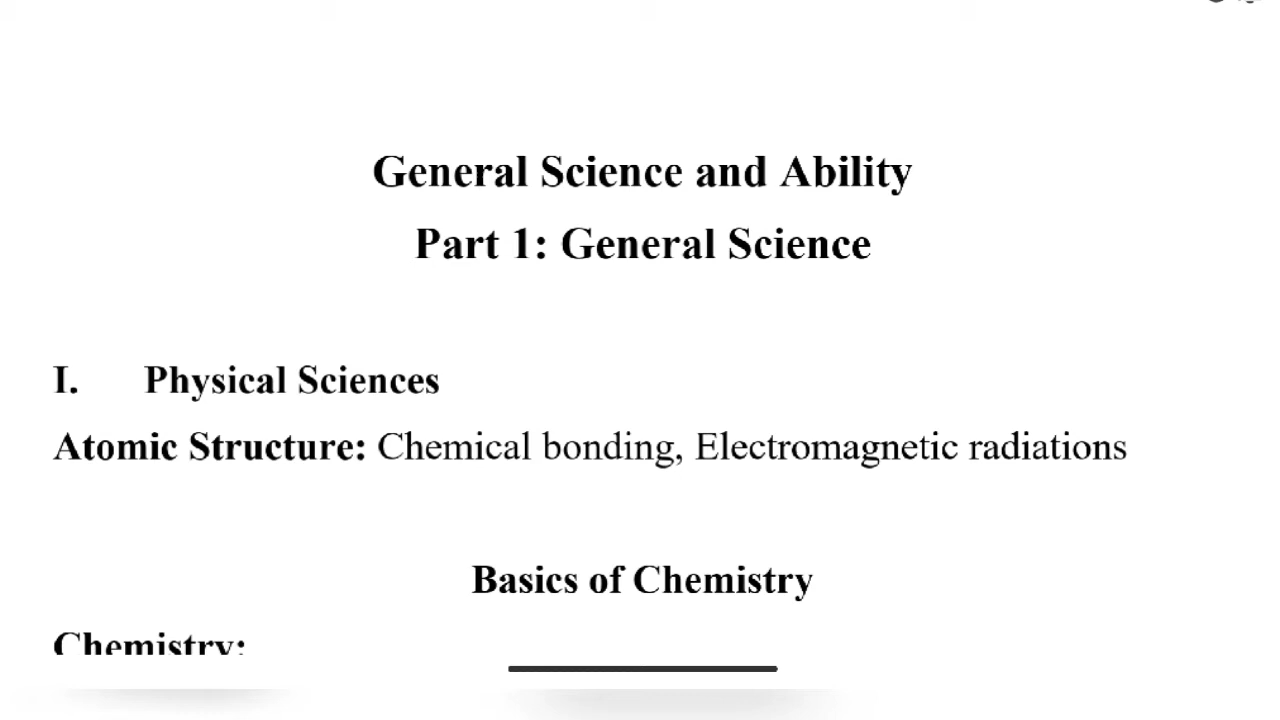 General Science and Ability
Part 1: General Science
I. Physical Sciences
Atomic Structure: Chemical bonding, Electromagnetic radiations
Basics of Chemistry
Chemistry: